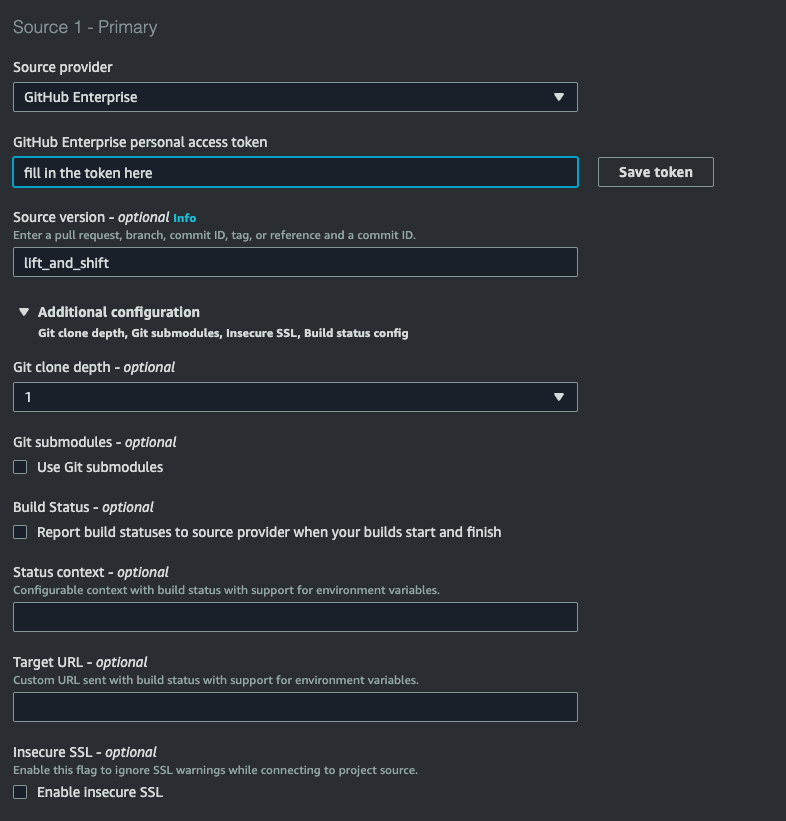 Source 1 - Primary
Source provider
GitHub Enterprise
GitHub Enterprise personal access token
fill in the token here
Save token
Source version - optional Info
Enter a pull request, branch, commit ID, tag, or reference and a commit ID.
lift_and_shift
Additional configuration
Git clone depth, Git submodules, Insecure SSL, Build status config
Git clone depth - optional
1
Git submodules - optional
Use Git submodules
Build Status - optional
Report build statuses to source provider when your builds start and finish
Status context - optional
Configurable context with build status with support for environment variables.
Target URL - optional
Custom URL sent with build status with support for environment variables.
Insecure SSL - optional
Enable this flag to ignore SSL warnings while connecting to project source.
Enable insecure SSL